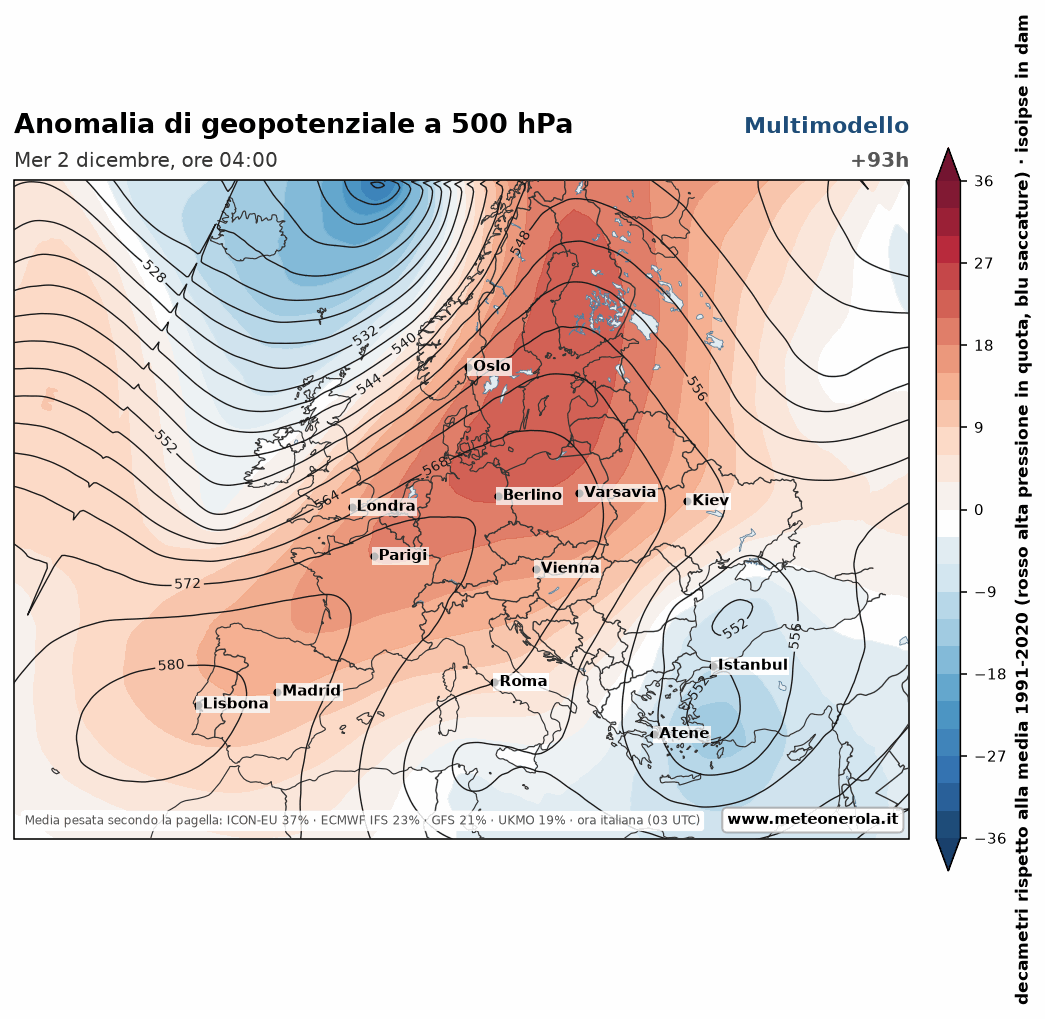 Anomalia di geopotenziale a 500 hPa
Multimodello
Mer 2 dicembre, ore 04:00
+93h
528
532
540
544
548
552
556
564
568
572
580
552
556
552
Oslo
Londra
Berlino
Varsavia
Kiev
Parigi
Vienna
Roma
Madrid
Lisbona
Istanbul
Atene
36
27
18
9
0
−9
−18
−27
−36
decametri rispetto alla media 1991-2020 (rosso alta pressione in quota, blu saccature) · isoipse in dam
Media pesata secondo la pagella: ICON-EU 37% · ECMWF IFS 23% · GFS 21% · UKMO 19% · ora italiana (03 UTC)
www.meteonerola.it